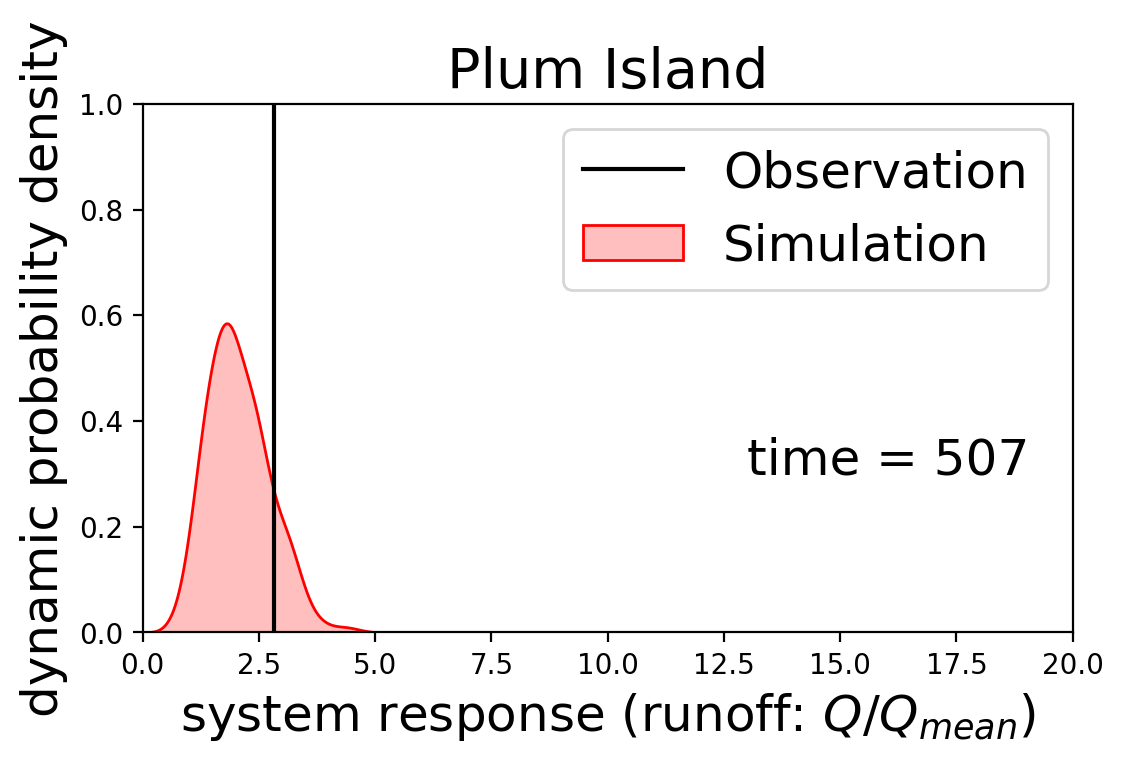 Plum Island
dynamic probability density
1.0
0.8
0.6
0.4
0.2
0.0
Observation
Simulation
time = 507
0.0 2.5 5.0 7.5 10.0 12.5 15.0 17.5 20.0
system response (runoff: Q/Qmean)